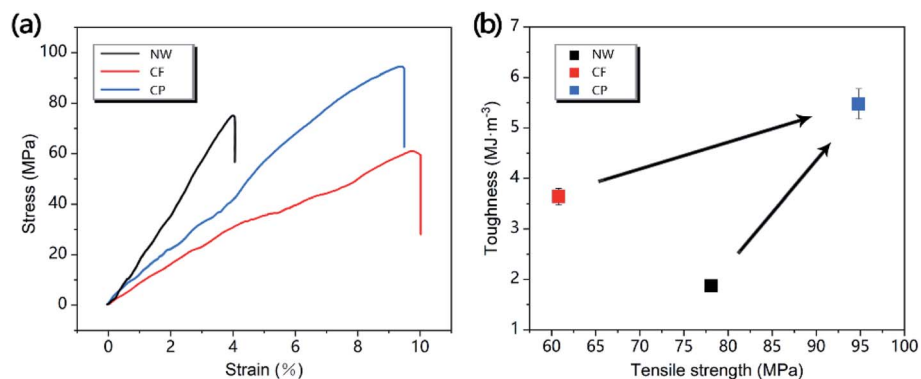 (a)
NW
CF
CP
Stress (MPa)
100
80
60
40
20
0
0 2 4 6 8 10
Strain (%)
(b)
NW
CF
CP
Toughness (MJ·m⁻³)
7
6
5
4
3
2
1
60 65 70 75 80 85 90 95 100
Tensile strength (MPa)